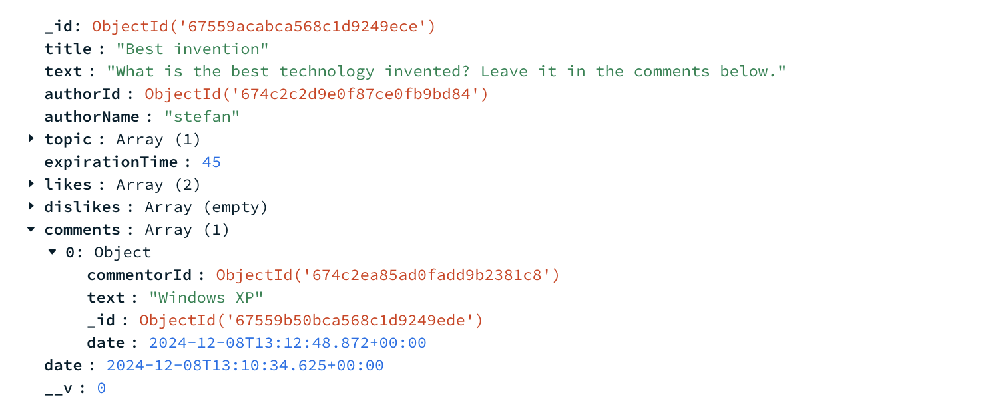 _id: ObjectId('67559acabca568c1d9249ece')
title : "Best invention"
text : "What is the best technology invented? Leave it in the comments below."
authorId : ObjectId('674c2c2d9e0f87ce0fb9bd84')
authorName : "stefan"
topic : Array (1)
expirationTime : 45
likes : Array (2)
dislikes : Array (empty)
comments : Array (1)
0: Object
commentorId : ObjectId('674c2ea85ad0fadd9b2381c8')
text : "Windows XP"
_id : ObjectId('67559b50bca568c1d9249ede')
date : 2024-12-08T13:12:48.872+00:00
date : 2024-12-08T13:10:34.625+00:00
__v : 0